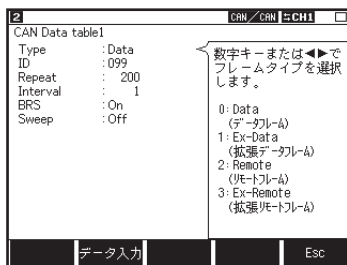 2 CAN/CAN ⇆CH1
CAN Data table1
Type : Data
ID : 099
Repeat : 200
Interval : 1
BRS : On
Sweep : Off
数字キーまたは◀▶で
フレームタイプを選択
します。
0: Data
(データフレーム)
1: Ex-Data
(拡張データフレーム)
2: Remote
(リモートフレーム)
3: Ex-Remote
(拡張リモートフレーム)
データ入力 Esc